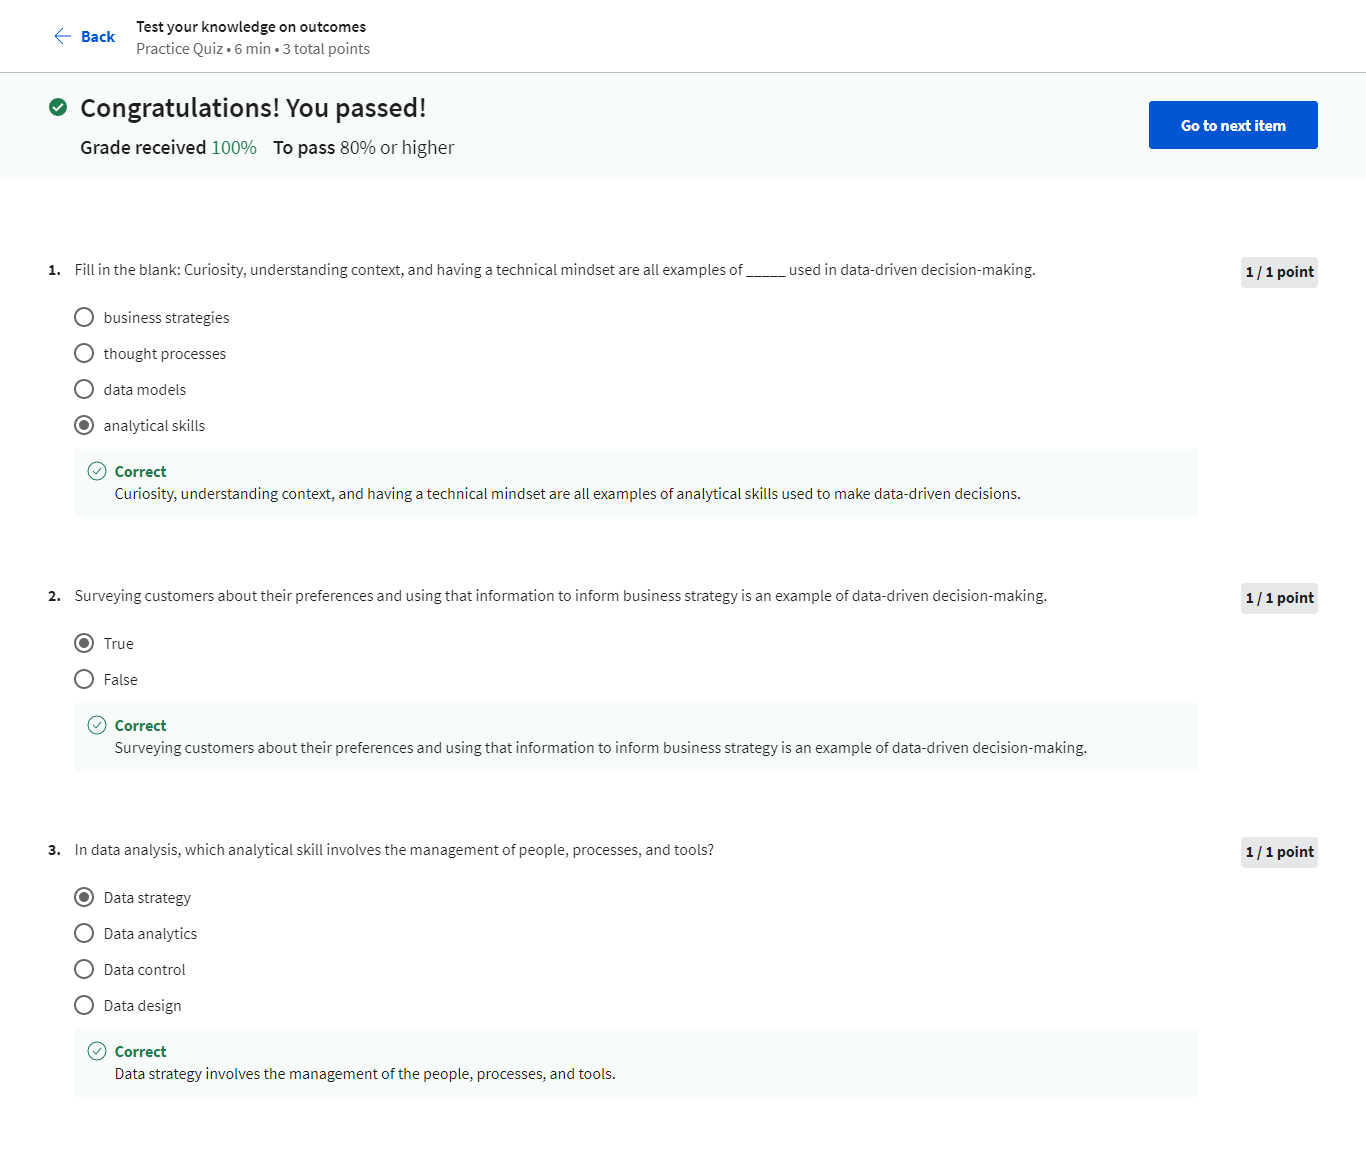 Back
Test your knowledge on outcomes
Practice Quiz • 6 min • 3 total points
Congratulations! You passed!
Grade received 100% To pass 80% or higher
Go to next item
1. Fill in the blank: Curiosity, understanding context, and having a technical mindset are all examples of _____ used in data-driven decision-making.
1 / 1 point
business strategies
thought processes
data models
analytical skills
Correct
Curiosity, understanding context, and having a technical mindset are all examples of analytical skills used to make data-driven decisions.
2. Surveying customers about their preferences and using that information to inform business strategy is an example of data-driven decision-making.
1 / 1 point
True
False
Correct
Surveying customers about their preferences and using that information to inform business strategy is an example of data-driven decision-making.
3. In data analysis, which analytical skill involves the management of people, processes, and tools?
1 / 1 point
Data strategy
Data analytics
Data control
Data design
Correct
Data strategy involves the management of the people, processes, and tools.